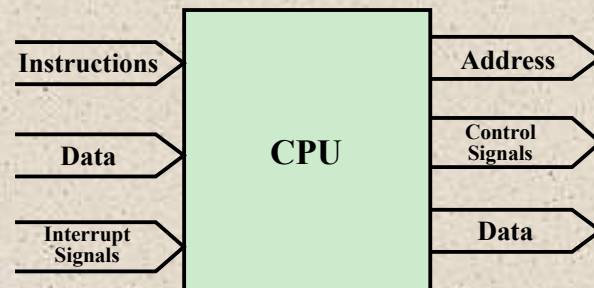 Instructions
Data
Interrupt
Signals
CPU
Address
Control
Signals
Data